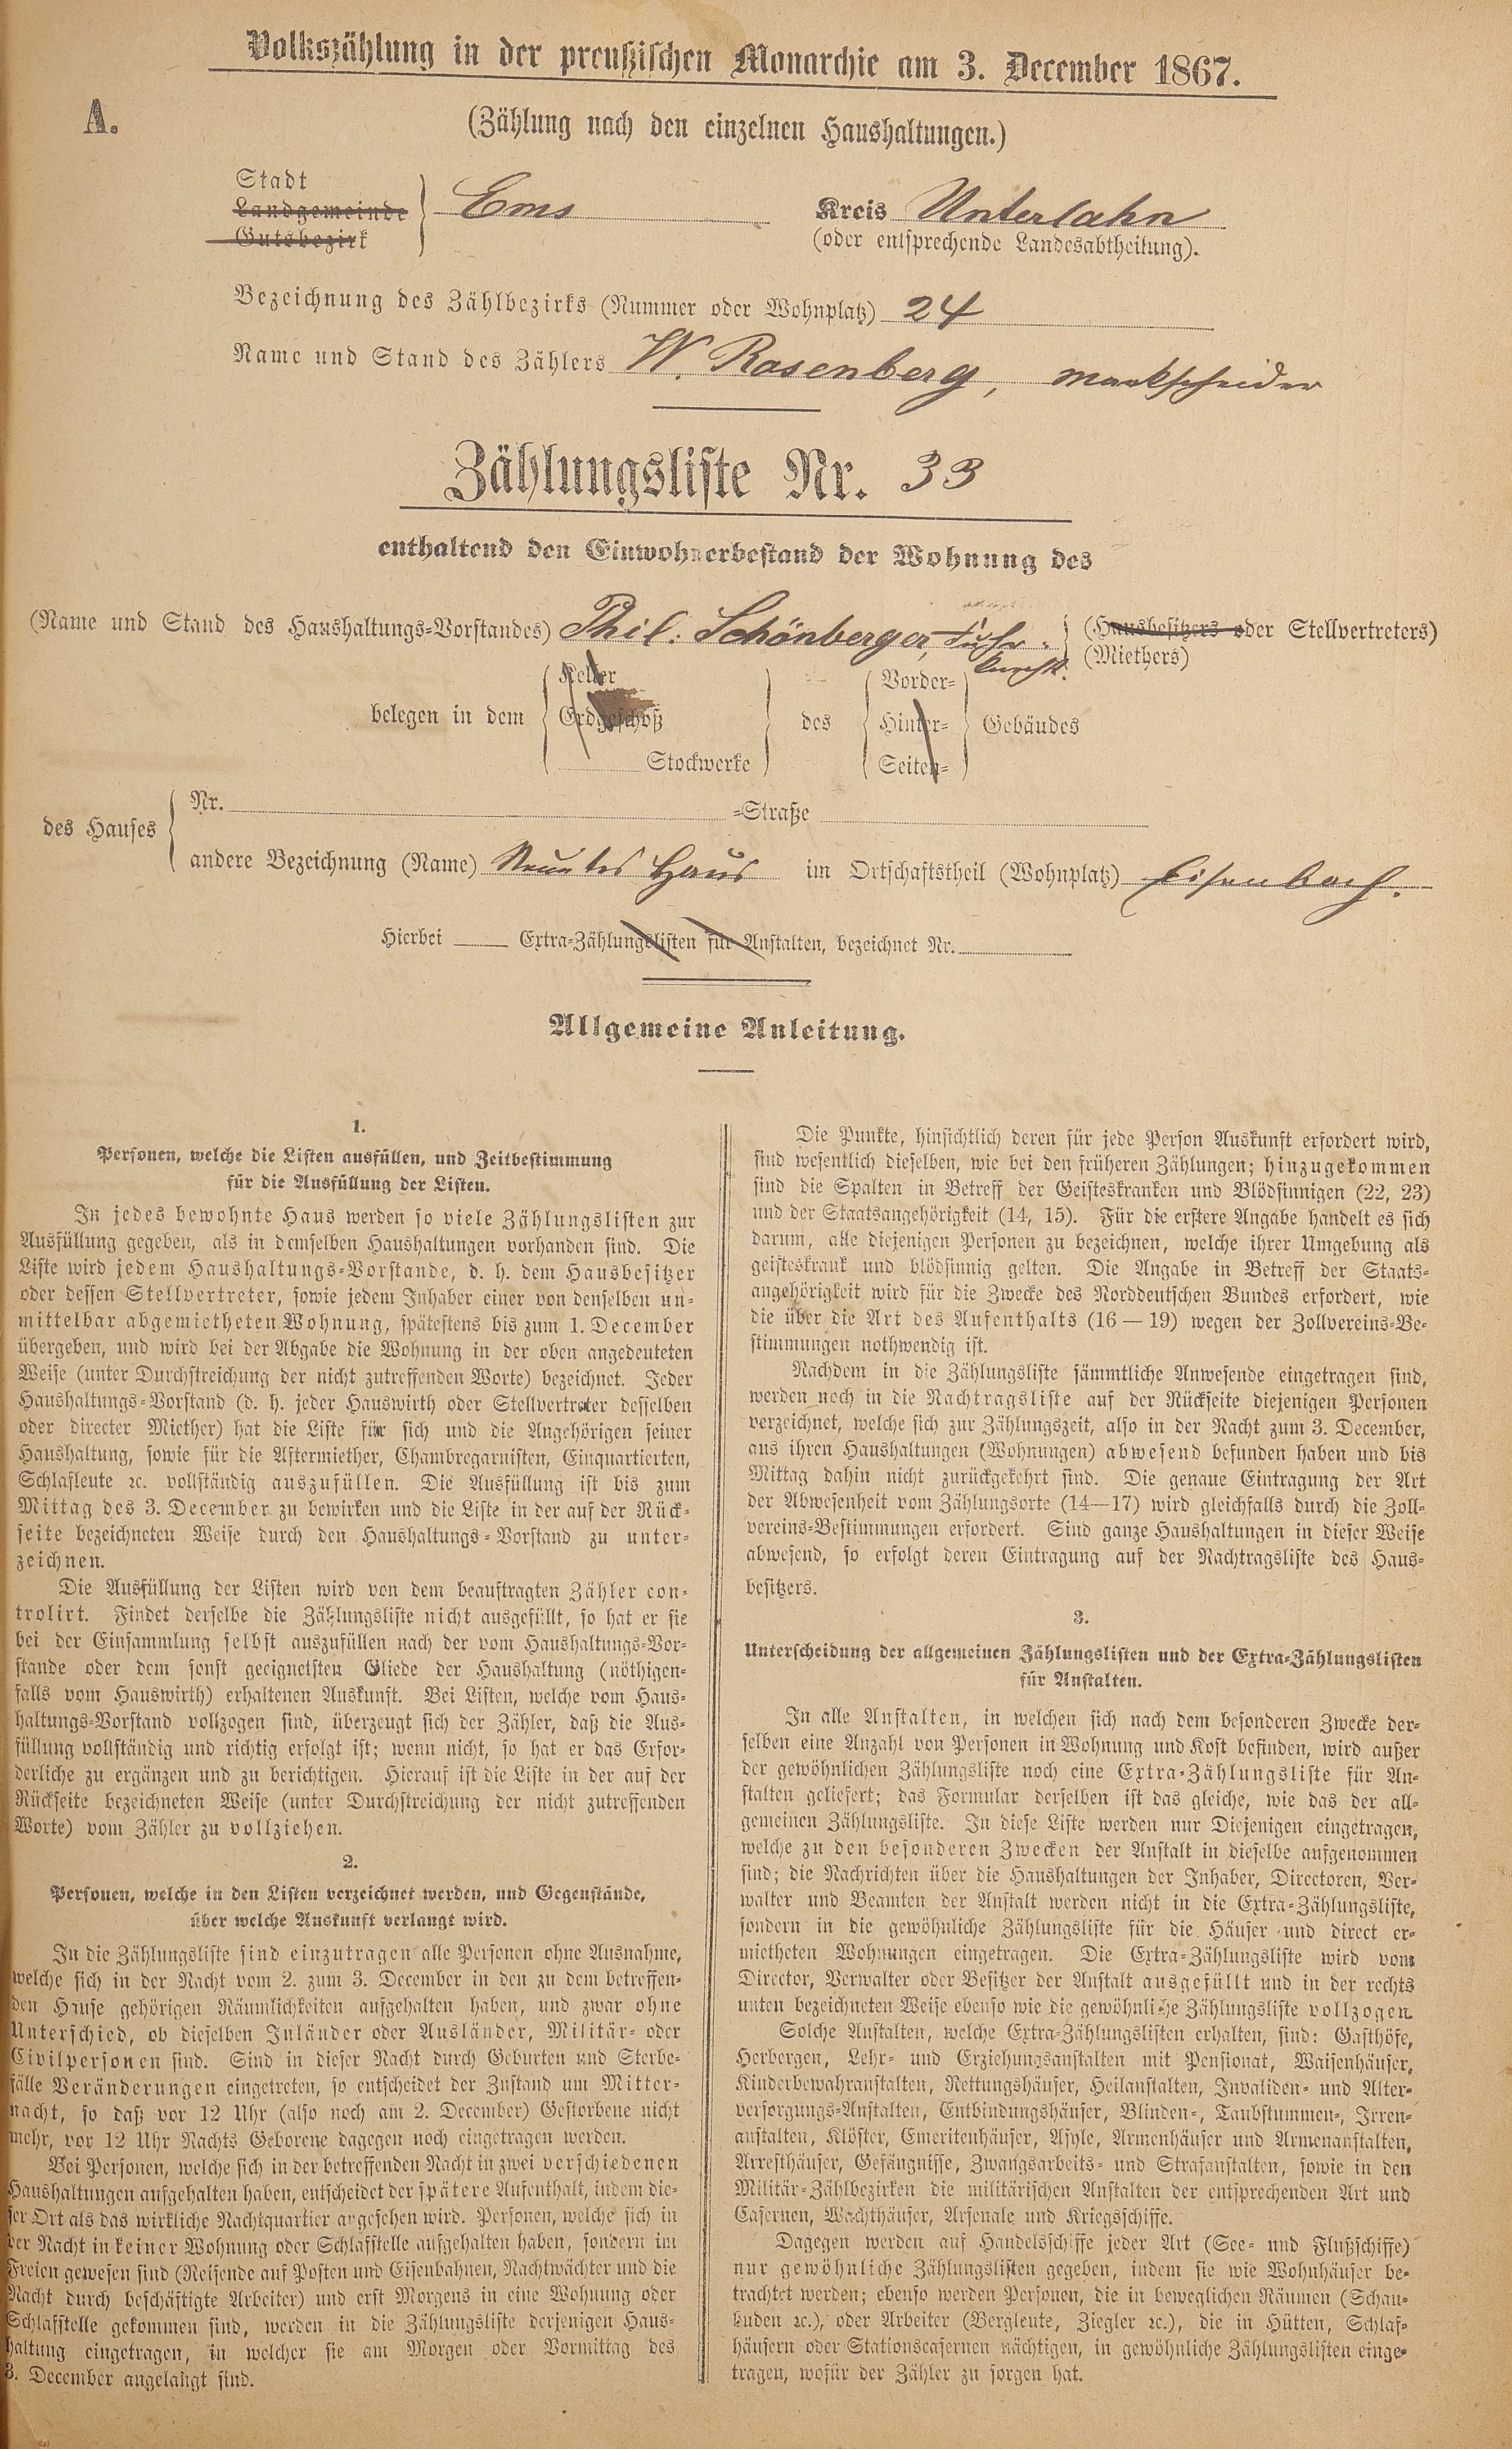 Volkszählung in der preußischen Monarchie am 3. December 1867.
A.
(Zählung nach den einzelnen Haushaltungen.)
Stadt
Landgemeinde
Gutsbezirk
Ems
Kreis Unterlahn
(oder entsprechende Landesabtheilung).
Bezeichnung des Zählbezirks (Nummer oder Wohnplatz) 24
Name und Stand des Zählers W. Rosenberg, Markscheider
Zählungsliste Nr. 33
enthaltend den Einwohnerbestand der Wohnung des
(Name und Stand des Haushaltungs-Vorstandes) Phil. Schönberger, Fuhr-
knecht.
(Hausbesitzers oder Stellvertreters)
(Miethers)
belegen in dem
Keller
Erdgeschoß
Stockwerke
des
Vorder-
Hinter-
Seiten-
Gebäudes
des Hauses
Nr. -Straße
andere Bezeichnung (Name) Haus im Ortschaftstheil (Wohnplatz) Eisenbach.
Hierbei Extra-Zählungslisten für Anstalten, bezeichnet Nr.
Allgemeine Anleitung.
1.
Personen, welche die Listen ausfüllen, und Zeitbestimmung
für die Ausfüllung der Listen.
In jedes bewohnte Haus werden so viele Zählungslisten zur
Ausfüllung gegeben, als in demselben Haushaltungen vorhanden sind. Die
Liste wird jedem Haushaltungs-Vorstande, d. h. dem Hausbesitzer
oder dessen Stellvertreter, sowie jedem Inhaber einer von denselben un-
mittelbar abgemietheten Wohnung, spätestens bis zum 1. December
übergeben, und wird bei der Abgabe die Wohnung in der oben angedeuteten
Weise (unter Durchstreichung der nicht zutreffenden Worte) bezeichnet. Jeder
Haushaltungs-Vorstand (d. h. jeder Hauswirth oder Stellvertreter desselben
oder directer Miether) hat die Liste für sich und die Angehörigen seiner
Haushaltung, sowie für die Aftermiether, Chambregarnisten, Einquartierten,
Schlafleute ꝛc. vollständig auszufüllen. Die Ausfüllung ist bis zum
Mittag des 3. December zu bewirken und die Liste in der auf der Rück-
seite bezeichneten Weise durch den Haushaltungs-Vorstand zu unter-
zeichnen.
Die Ausfüllung der Listen wird von dem beauftragten Zähler con-
trolirt. Findet derselbe die Zählungsliste nicht ausgefüllt, so hat er sie
bei der Einsammlung selbst auszufüllen nach der vom Haushaltungs-Vor-
stande oder dem sonst geeignetsten Gliede der Haushaltung (nöthigen-
falls vom Hauswirth) erhaltenen Auskunft. Bei Listen, welche vom Haus-
haltungs-Vorstand vollzogen sind, überzeugt sich der Zähler, daß die Aus-
füllung vollständig und richtig erfolgt ist; wenn nicht, so hat er das Erfor-
derliche zu ergänzen und zu berichtigen. Hierauf ist die Liste in der auf der
Rückseite bezeichneten Weise (unter Durchstreichung der nicht zutreffenden
Worte) vom Zähler zu vollziehen.
2.
Personen, welche in den Listen verzeichnet werden, und Gegenstände,
über welche Auskunft verlangt wird.
In die Zählungsliste sind einzutragen alle Personen ohne Ausnahme,
welche sich in der Nacht vom 2. zum 3. December in den zu dem betreffen-
den Hause gehörigen Räumlichkeiten aufgehalten haben, und zwar ohne
Unterschied, ob dieselben Inländer oder Ausländer, Militär- oder
Civilpersonen sind. Sind in dieser Nacht durch Geburten und Sterbe-
fälle Veränderungen eingetreten, so entscheidet der Zustand um Mitter-
nacht, so daß vor 12 Uhr (also noch am 2. December) Gestorbene nicht
mehr, vor 12 Uhr Nachts Geborene dagegen noch eingetragen werden.
Bei Personen, welche sich in der betreffenden Nacht in zwei verschiedenen
Haushaltungen aufgehalten haben, entscheidet der spätere Aufenthalt, indem die-
ser Ort als das wirkliche Nachtquartier angesehen wird. Personen, welche sich in
der Nacht in keiner Wohnung oder Schlafstelle aufgehalten haben, sondern im
Freien gewesen sind (Reisende auf Posten und Eisenbahnen, Nachtwächter und die
Nacht durch beschäftigte Arbeiter) und erst Morgens in eine Wohnung oder
Schlafstelle gekommen sind, werden in die Zählungsliste derjenigen Haus-
haltung eingetragen, in welcher sie am Morgen oder Vormittag des
3. December angelangt sind.
Die Punkte, hinsichtlich deren für jede Person Auskunft erfordert wird,
sind wesentlich dieselben, wie bei den früheren Zählungen; hinzugekommen
sind die Spalten in Betreff der Geisteskranken und Blödsinnigen (22, 23)
und der Staatsangehörigkeit (14, 15). Für die erstere Angabe handelt es sich
darum, alle diejenigen Personen zu bezeichnen, welche ihrer Umgebung als
geisteskrank und blödsinnig gelten. Die Angabe in Betreff der Staats-
angehörigkeit wird für die Zwecke des Norddeutschen Bundes erfordert, wie
die über die Art des Aufenthalts (16 — 19) wegen der Zollvereins-Be-
stimmungen nothwendig ist.
Nachdem in die Zählungsliste sämmtliche Anwesende eingetragen sind,
werden noch in die Nachtragsliste auf der Rückseite diejenigen Personen
verzeichnet, welche sich zur Zählungszeit, also in der Nacht zum 3. December,
aus ihren Haushaltungen (Wohnungen) abwesend befunden haben und bis
Mittag dahin nicht zurückgekehrt sind. Die genaue Eintragung der Art
der Abwesenheit vom Zählungsorte (14—17) wird gleichfalls durch die Zoll-
vereins-Bestimmungen erfordert. Sind ganze Haushaltungen in dieser Weise
abwesend, so erfolgt deren Eintragung auf der Nachtragsliste des Haus-
besitzers.
3.
Unterscheidung der allgemeinen Zählungslisten und der Extra-Zählungslisten
für Anstalten.
In alle Anstalten, in welchen sich nach dem besonderen Zwecke der-
selben eine Anzahl von Personen in Wohnung und Kost befinden, wird außer
der gewöhnlichen Zählungsliste noch eine Extra-Zählungsliste für An-
stalten geliefert; das Formular derselben ist das gleiche, wie das der all-
gemeinen Zählungsliste. In diese Liste werden nur Diejenigen eingetragen,
welche zu den besonderen Zwecken der Anstalt in dieselbe aufgenommen
sind; die Nachrichten über die Haushaltungen der Inhaber, Directoren, Ver-
walter und Beamten der Anstalt werden nicht in die Extra-Zählungsliste,
sondern in die gewöhnliche Zählungsliste für die Häuser und direct er-
mietheten Wohnungen eingetragen. Die Extra-Zählungsliste wird vom
Director, Verwalter oder Besitzer der Anstalt ausgefüllt und in der rechts
unten bezeichneten Weise ebenso wie die gewöhnliche Zählungsliste vollzogen.
Solche Anstalten, welche Extra-Zählungslisten erhalten, sind: Gasthöfe,
Herbergen, Lehr- und Erziehungsanstalten mit Pensionat, Waisenhäuser,
Kinderbewahranstalten, Rettungshäuser, Heilanstalten, Invaliden- und Alter-
versorgungs-Anstalten, Entbindungshäuser, Blinden-, Taubstummen-, Irren-
anstalten, Klöster, Emeritenhäuser, Asyle, Armenhäuser und Armenanstalten,
Arresthäuser, Gefängnisse, Zwangsarbeits- und Strafanstalten, sowie in den
Militär-Zählbezirken die militärischen Anstalten der entsprechenden Art und
Casernen, Wachthäuser, Arsenale und Kriegsschiffe.
Dagegen werden auf Handelsschiffe jeder Art (See- und Flußschiffe)
nur gewöhnliche Zählungslisten gegeben, indem sie wie Wohnhäuser be-
trachtet werden; ebenso werden Personen, die in beweglichen Räumen (Schau-
buden ꝛc.), oder Arbeiter (Bergleute, Ziegler ꝛc.), die in Hütten, Schlaf-
häusern oder Stationscasernen nächtigen, in gewöhnliche Zählungslisten einge-
tragen, wofür der Zähler zu sorgen hat.